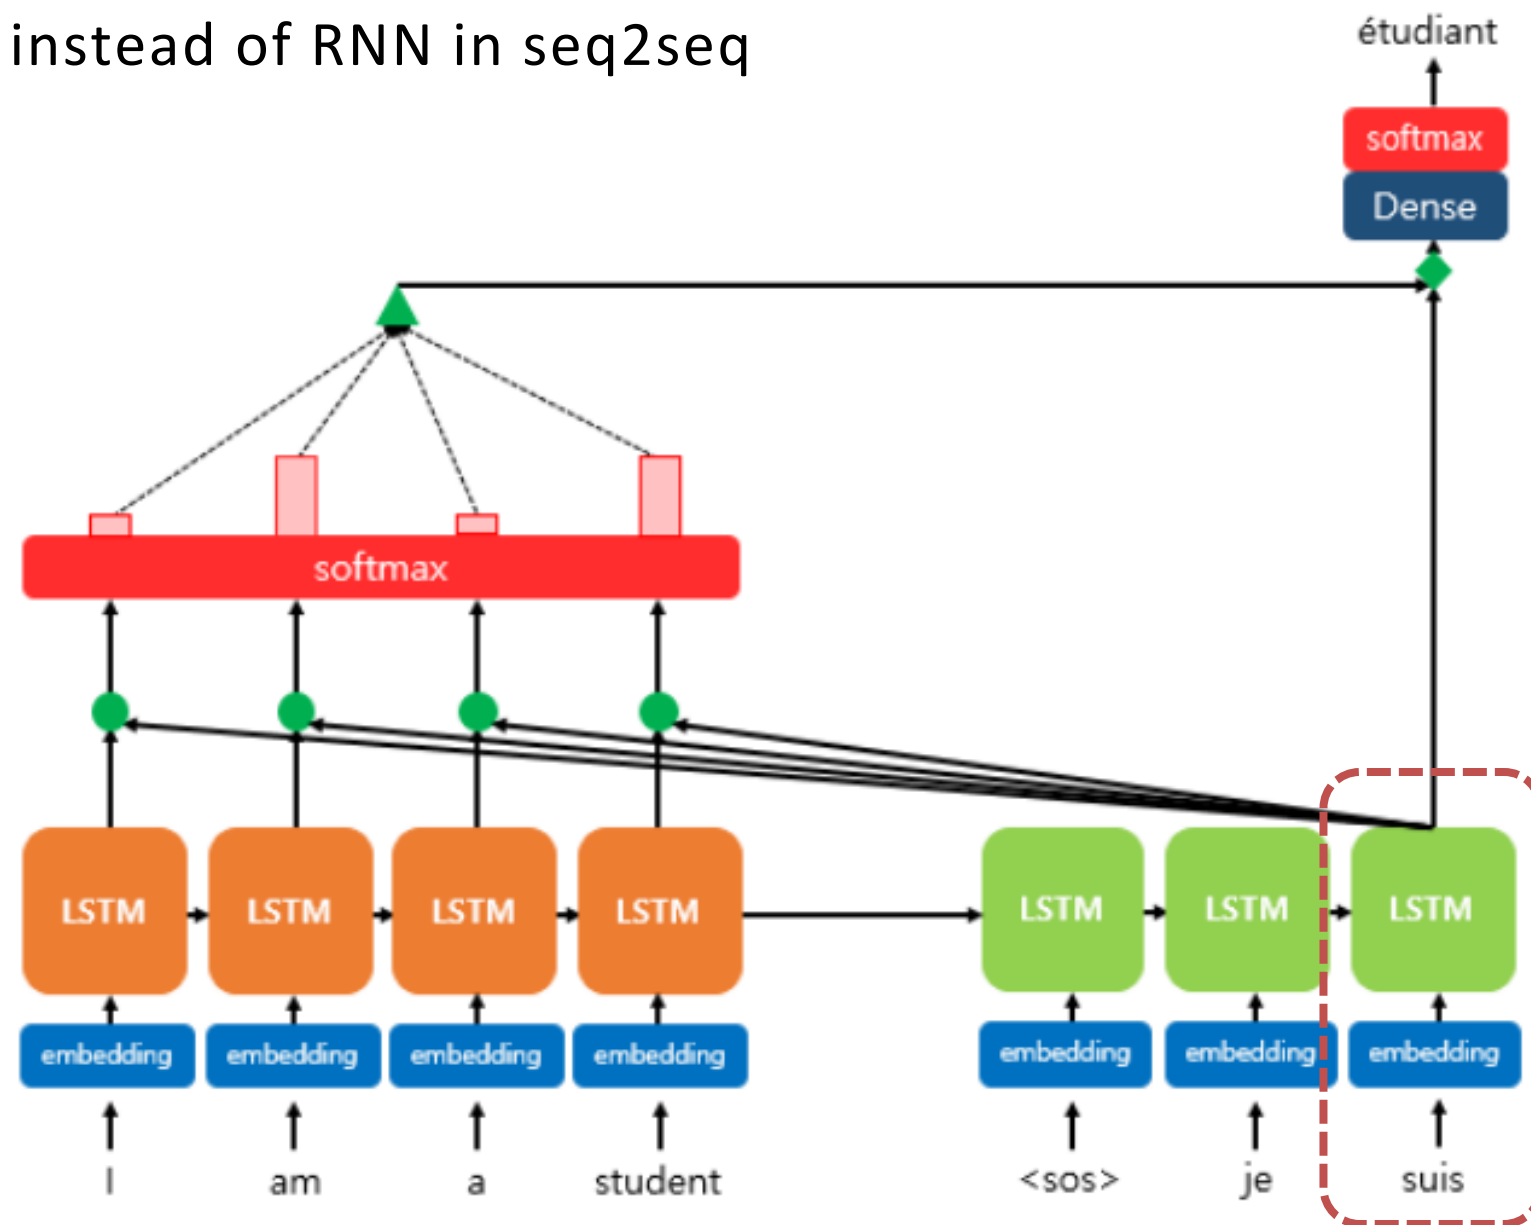 instead of RNN in seq2seq
étudiant
softmax
Dense
softmax
LSTM LSTM LSTM LSTM LSTM LSTM LSTM
embedding embedding embedding embedding embedding embedding embedding
I am a student <sos> je suis